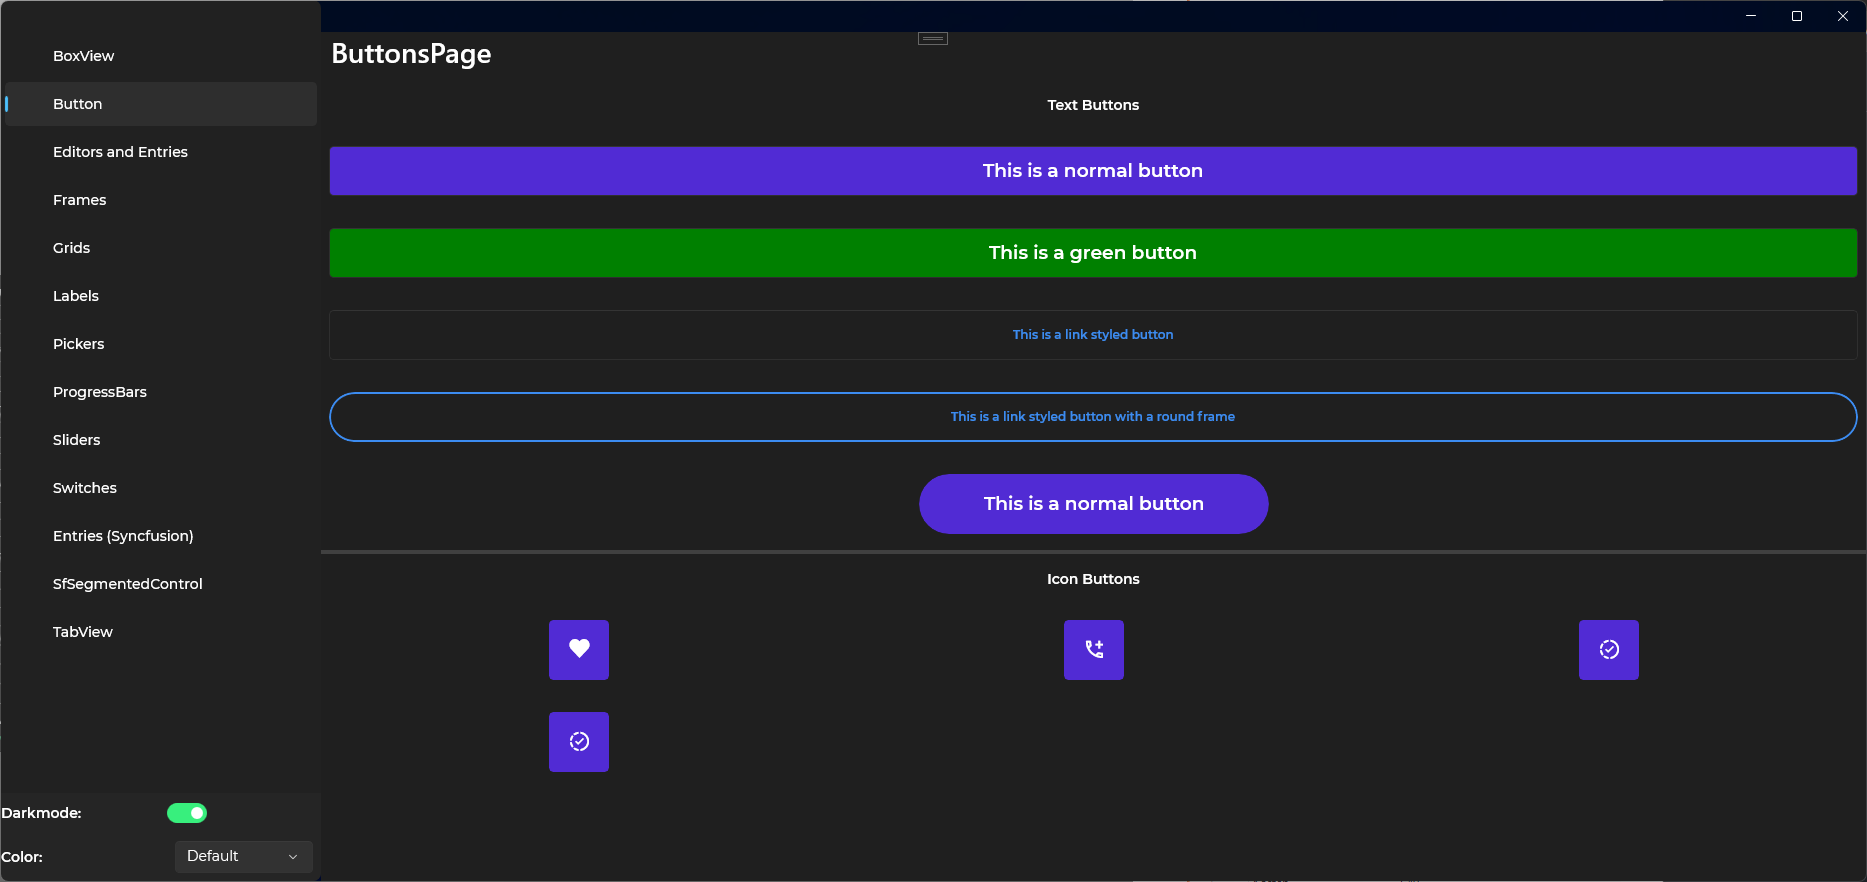 BoxView
Button
Editors and Entries
Frames
Grids
Labels
Pickers
ProgressBars
Sliders
Switches
Entries (Syncfusion)
SfSegmentedControl
TabView
Darkmode:
Color:
Default
ButtonsPage
Text Buttons
This is a normal button
This is a green button
This is a link styled button
This is a link styled button with a round frame
This is a normal button
Icon Buttons